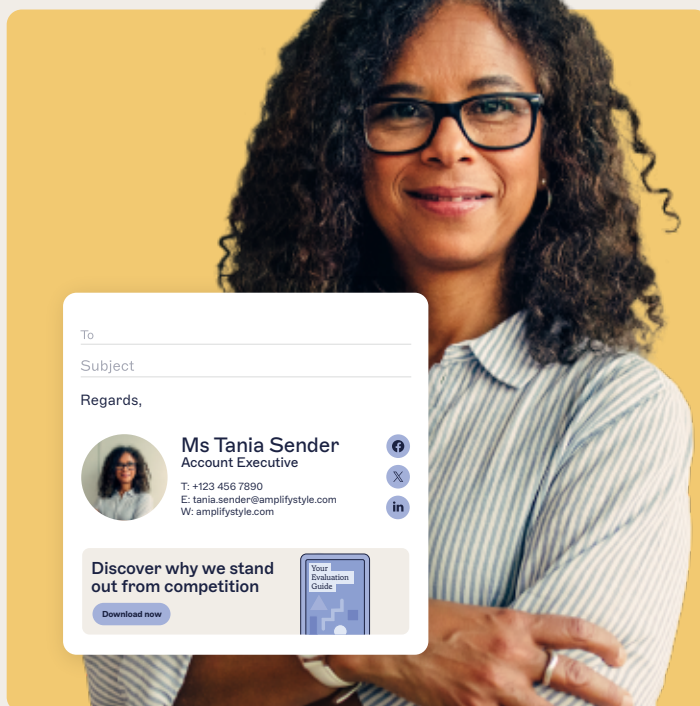 To
Subject
Regards,
Ms Tania Sender
Account Executive
T: +123 456 7890
E: tania.sender@amplifystyle.com
W: amplifystyle.com
Discover why we stand
out from competition
Download now
Your
Evaluation
Guide